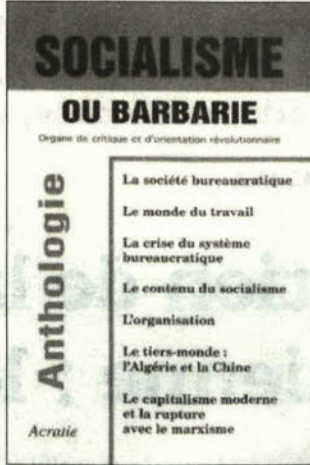 SOCIALISME
OU BARBARIE
Organe de critique et d'orientation révolutionnaire
Anthologie
La société bureaucratique
Le monde du travail
La crise du système
bureaucratique
Le contenu du socialisme
L'organisation
Le tiers-monde :
l'Algérie et la Chine
Le capitalisme moderne
et la rupture
avec le marxisme
Acratie